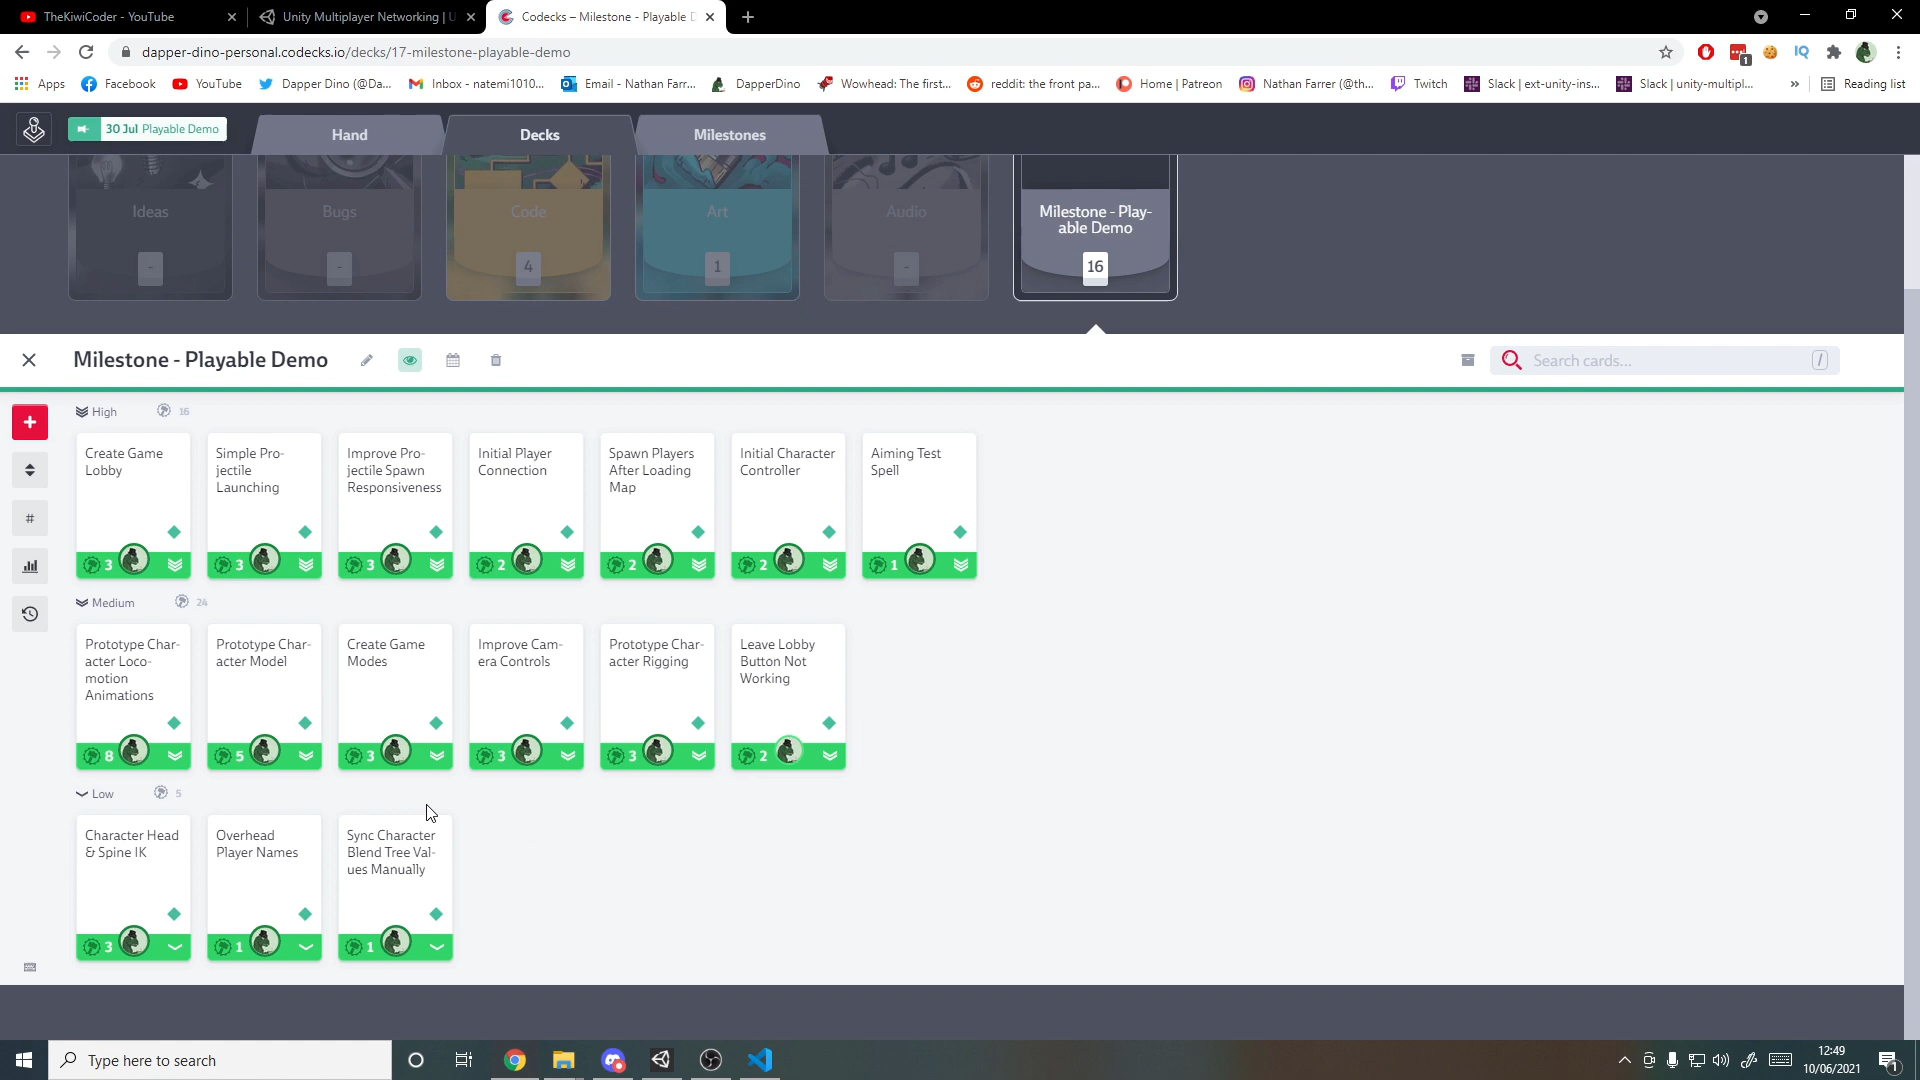 TheKiwiCoder - YouTube
Unity Multiplayer Networking | U
Codecks – Milestone - Playable D
dapper-dino-personal.codecks.io/decks/17-milestone-playable-demo
1
Apps
Facebook
YouTube
Dapper Dino (@Da...
Inbox - natemi1010...
Email - Nathan Farr...
DapperDino
Wowhead: The first...
reddit: the front pa...
Home | Patreon
Nathan Farrer (@th...
Twitch
Slack | ext-unity-ins...
Slack | unity-multipl...
»
Reading list
30 Jul Playable Demo
Hand
Decks
Milestones
Ideas
-
Bugs
-
Code
4
Art
1
Audio
-
Milestone - Play-
able Demo
16
Milestone - Playable Demo
Search cards...
/
High
16
Create Game
Lobby
3
Simple Pro-
jectile
Launching
3
Improve Pro-
jectile Spawn
Responsiveness
3
Initial Player
Connection
2
Spawn Players
After Loading
Map
2
Initial Character
Controller
2
Aiming Test
Spell
1
#
Medium
24
Prototype Char-
acter Loco-
motion
Animations
8
Prototype Char-
acter Model
5
Create Game
Modes
3
Improve Cam-
era Controls
3
Prototype Char-
acter Rigging
3
Leave Lobby
Button Not
Working
2
Low
5
Character Head
& Spine IK
3
Overhead
Player Names
1
Sync Character
Blend Tree Val-
ues Manually
1
Type here to search
12:49
10/06/2021
1